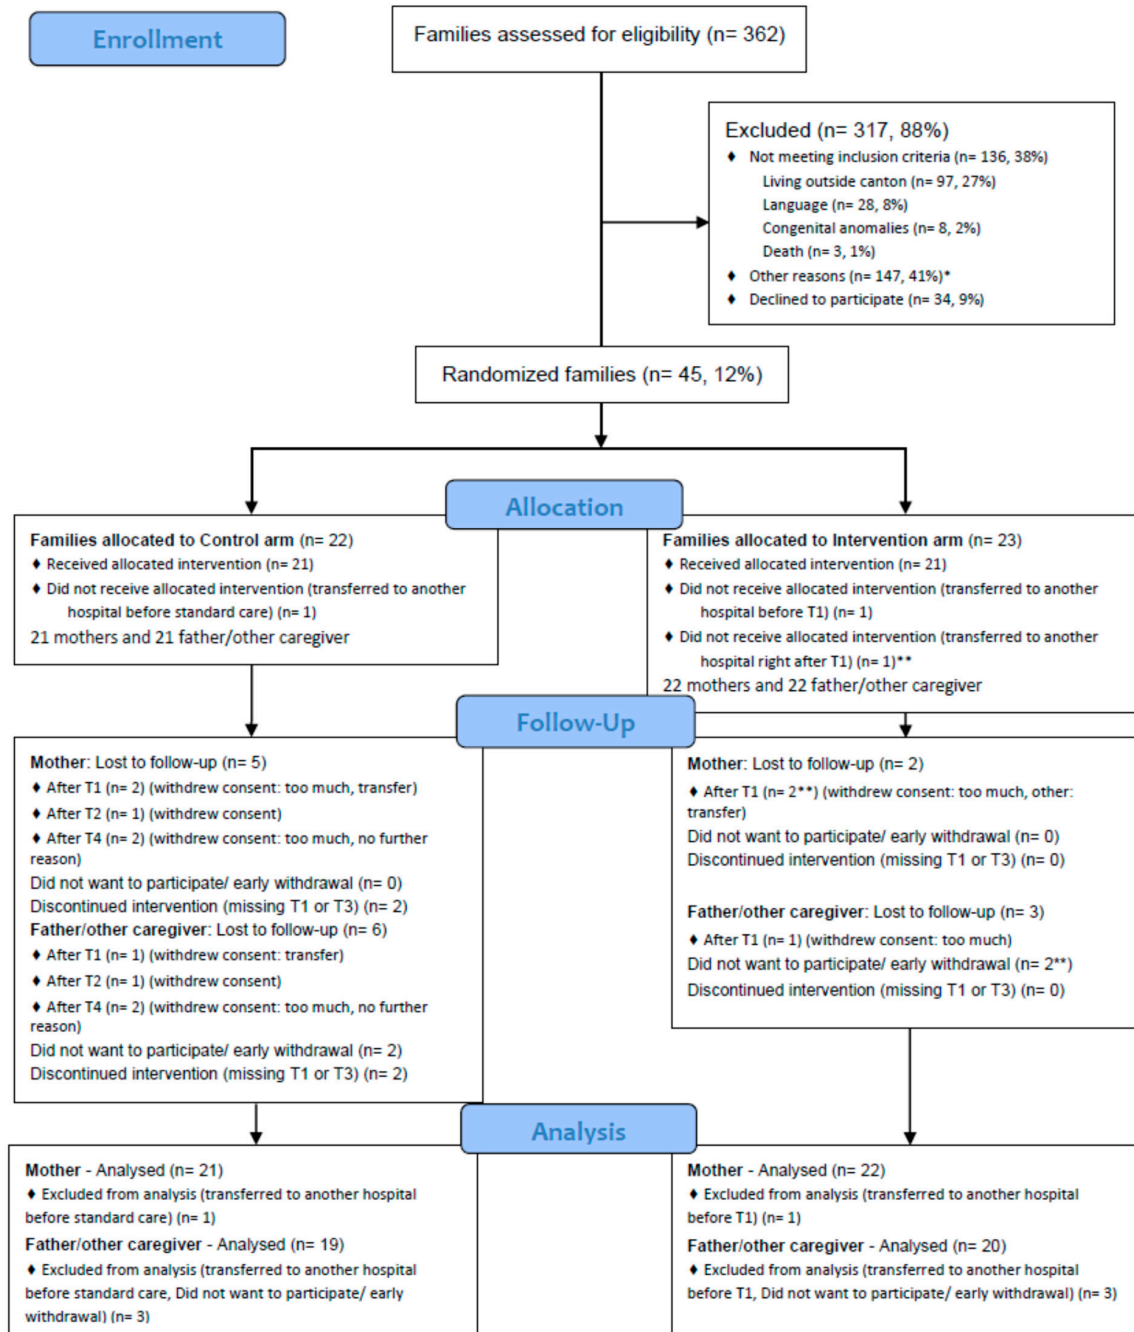 Enrollment
Families assessed for eligibility (n= 362)
Excluded (n= 317, 88%)
♦ Not meeting inclusion criteria (n= 136, 38%)
Living outside canton (n= 97, 27%)
Language (n= 28, 8%)
Congenital anomalies (n= 8, 2%)
Death (n= 3, 1%)
♦ Other reasons (n= 147, 41%)*
♦ Declined to participate (n= 34, 9%)
Randomized families (n= 45, 12%)
Allocation
Families allocated to Control arm (n= 22)
♦ Received allocated intervention (n= 21)
♦ Did not receive allocated intervention (transferred to another
hospital before standard care) (n= 1)
21 mothers and 21 father/other caregiver
Families allocated to Intervention arm (n= 23)
♦ Received allocated intervention (n= 21)
♦ Did not receive allocated intervention (transferred to another
hospital before T1) (n= 1)
♦ Did not receive allocated intervention (transferred to another
hospital right after T1) (n= 1)**
22 mothers and 22 father/other caregiver
Follow-Up
Mother: Lost to follow-up (n= 5)
♦ After T1 (n= 2) (withdrew consent: too much, transfer)
♦ After T2 (n= 1) (withdrew consent)
♦ After T4 (n= 2) (withdrew consent: too much, no further
reason)
Did not want to participate/ early withdrawal (n= 0)
Discontinued intervention (missing T1 or T3) (n= 2)
Father/other caregiver: Lost to follow-up (n= 6)
♦ After T1 (n= 1) (withdrew consent: transfer)
♦ After T2 (n= 1) (withdrew consent)
♦ After T4 (n= 2) (withdrew consent: too much, no further
reason)
Did not want to participate/ early withdrawal (n= 2)
Discontinued intervention (missing T1 or T3) (n= 2)
Mother: Lost to follow-up (n= 2)
♦ After T1 (n= 2**) (withdrew consent: too much, other:
transfer)
Did not want to participate/ early withdrawal (n= 0)
Discontinued intervention (missing T1 or T3) (n= 0)
Father/other caregiver: Lost to follow-up (n= 3)
♦ After T1 (n= 1) (withdrew consent: too much)
Did not want to participate/ early withdrawal (n= 2**)
Discontinued intervention (missing T1 or T3) (n= 0)
Analysis
Mother - Analysed (n= 21)
♦ Excluded from analysis (transferred to another hospital
before standard care) (n= 1)
Father/other caregiver - Analysed (n= 19)
♦ Excluded from analysis (transferred to another hospital
before standard care, Did not want to participate/ early
withdrawal) (n= 3)
Mother - Analysed (n= 22)
♦ Excluded from analysis (transferred to another hospital
before T1) (n= 1)
Father/other caregiver - Analysed (n= 20)
♦ Excluded from analysis (transferred to another hospital
before T1, Did not want to participate/ early withdrawal) (n= 3)